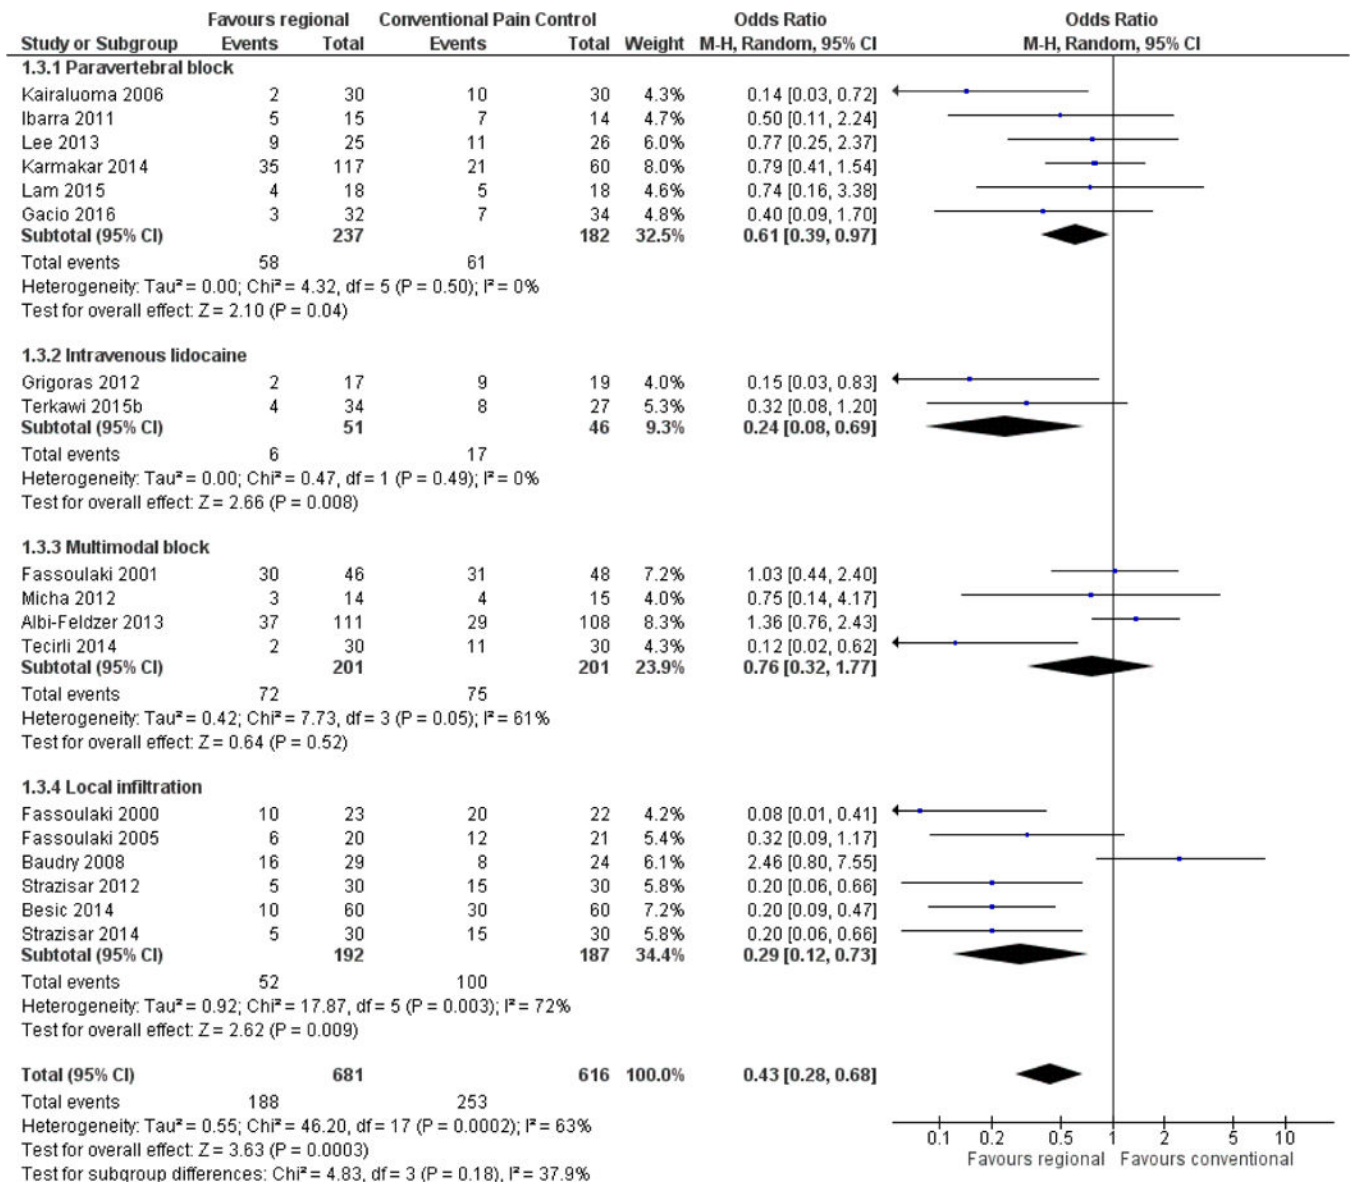 Favours regional Conventional Pain Control Odds Ratio Odds Ratio
Study or Subgroup Events Total Events Total Weight M-H, Random, 95% CI M-H, Random, 95% CI
1.3.1 Paravertebral block
Kairaluoma 2006 2 30 10 30 4.3% 0.14 [0.03, 0.72]
Ibarra 2011 5 15 7 14 4.7% 0.50 [0.11, 2.24]
Lee 2013 9 25 11 26 6.0% 0.77 [0.25, 2.37]
Karmakar 2014 35 117 21 60 8.0% 0.79 [0.41, 1.54]
Lam 2015 4 18 5 18 4.6% 0.74 [0.16, 3.38]
Gacio 2016 3 32 7 34 4.8% 0.40 [0.09, 1.70]
Subtotal (95% CI) 237 182 32.5% 0.61 [0.39, 0.97]
Total events 58 61
Heterogeneity: Tau² = 0.00; Chi² = 4.32, df = 5 (P = 0.50); I² = 0%
Test for overall effect: Z = 2.10 (P = 0.04)
1.3.2 Intravenous lidocaine
Grigoras 2012 2 17 9 19 4.0% 0.15 [0.03, 0.83]
Terkawi 2015b 4 34 8 27 5.3% 0.32 [0.08, 1.20]
Subtotal (95% CI) 51 46 9.3% 0.24 [0.08, 0.69]
Total events 6 17
Heterogeneity: Tau² = 0.00; Chi² = 0.47, df = 1 (P = 0.49); I² = 0%
Test for overall effect: Z = 2.66 (P = 0.008)
1.3.3 Multimodal block
Fassoulaki 2001 30 46 31 48 7.2% 1.03 [0.44, 2.40]
Micha 2012 3 14 4 15 4.0% 0.75 [0.14, 4.17]
Albi-Feldzer 2013 37 111 29 108 8.3% 1.36 [0.76, 2.43]
Tecirli 2014 2 30 11 30 4.3% 0.12 [0.02, 0.62]
Subtotal (95% CI) 201 201 23.9% 0.76 [0.32, 1.77]
Total events 72 75
Heterogeneity: Tau² = 0.42; Chi² = 7.73, df = 3 (P = 0.05); I² = 61%
Test for overall effect: Z = 0.64 (P = 0.52)
1.3.4 Local infiltration
Fassoulaki 2000 10 23 20 22 4.2% 0.08 [0.01, 0.41]
Fassoulaki 2005 6 20 12 21 5.4% 0.32 [0.09, 1.17]
Baudry 2008 16 29 8 24 6.1% 2.46 [0.80, 7.55]
Strazisar 2012 5 30 15 30 5.8% 0.20 [0.06, 0.66]
Besic 2014 10 60 30 60 7.2% 0.20 [0.09, 0.47]
Strazisar 2014 5 30 15 30 5.8% 0.20 [0.06, 0.66]
Subtotal (95% CI) 192 187 34.4% 0.29 [0.12, 0.73]
Total events 52 100
Heterogeneity: Tau² = 0.92; Chi² = 17.87, df = 5 (P = 0.003); I² = 72%
Test for overall effect: Z = 2.62 (P = 0.009)
Total (95% CI) 681 616 100.0% 0.43 [0.28, 0.68]
Total events 188 253
Heterogeneity: Tau² = 0.55; Chi² = 46.20, df = 17 (P = 0.0002); I² = 63%
Test for overall effect: Z = 3.63 (P = 0.0003)
Test for subgroup differences: Chi² = 4.83, df = 3 (P = 0.18), I² = 37.9%
0.1 0.2 0.5 1 2 5 10
Favours regional Favours conventional